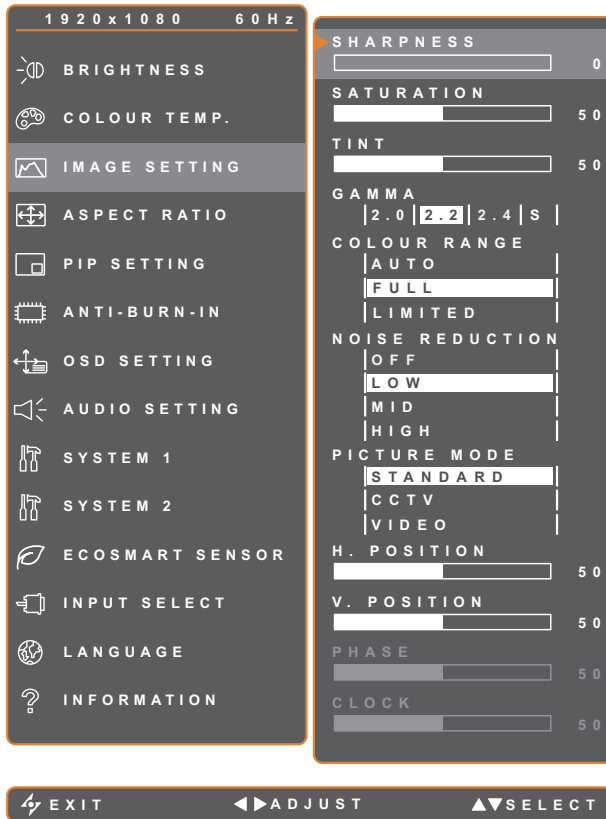 1920x1080 60Hz
BRIGHTNESS
COLOUR TEMP.
IMAGE SETTING
ASPECT RATIO
PIP SETTING
ANTI-BURN-IN
OSD SETTING
AUDIO SETTING
SYSTEM 1
SYSTEM 2
ECOSMART SENSOR
INPUT SELECT
LANGUAGE
INFORMATION
SHARPNESS
0
SATURATION
50
TINT
50
GAMMA
2.0 2.2 2.4 S
COLOUR RANGE
AUTO
FULL
LIMITED
NOISE REDUCTION
OFF
LOW
MID
HIGH
PICTURE MODE
STANDARD
CCTV
VIDEO
H. POSITION
50
V. POSITION
50
PHASE
50
CLOCK
50
EXIT ADJUST SELECT